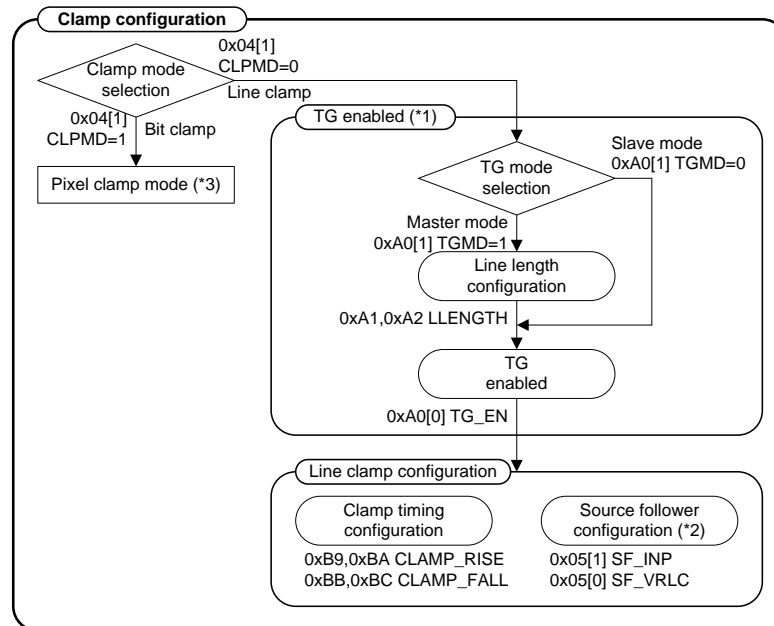 Clamp configuration
0x04[1]
CLPMD=0
Clamp mode
selection
Line clamp
0x04[1]
CLPMD=1
Bit clamp
Pixel clamp mode (*3)
TG enabled (*1)
Slave mode
0xA0[1] TGMD=0
TG mode
selection
Master mode
0xA0[1] TGMD=1
Line length
configuration
0xA1,0xA2 LLENGTH
TG
enabled
0xA0[0] TG_EN
Line clamp configuration
Clamp timing
configuration
0xB9,0xBA CLAMP_RISE
0xBB,0xBC CLAMP_FALL
Source follower
configuration (*2)
0x05[1] SF_INP
0x05[0] SF_VRLC